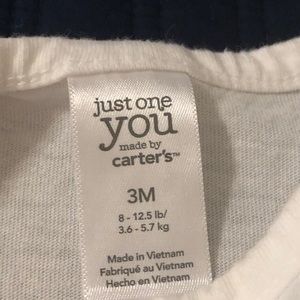 just one
you
made by
carter's™
3M
8 - 12.5 lb/
3.6 - 5.7 kg
Made in Vietnam
Fabriqué au Vietnam
Hecho en Vietnam